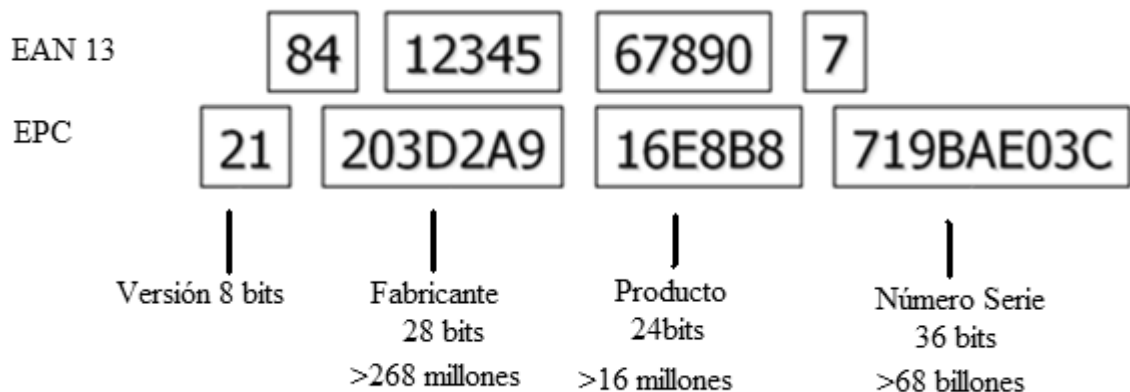 EAN 13 84 12345 67890 7
EPC 21 203D2A9 16E8B8 719BAE03C
Versión 8 bits
Fabricante
28 bits
>268 millones
Producto
24bits
>16 millones
Número Serie
36 bits
>68 billones